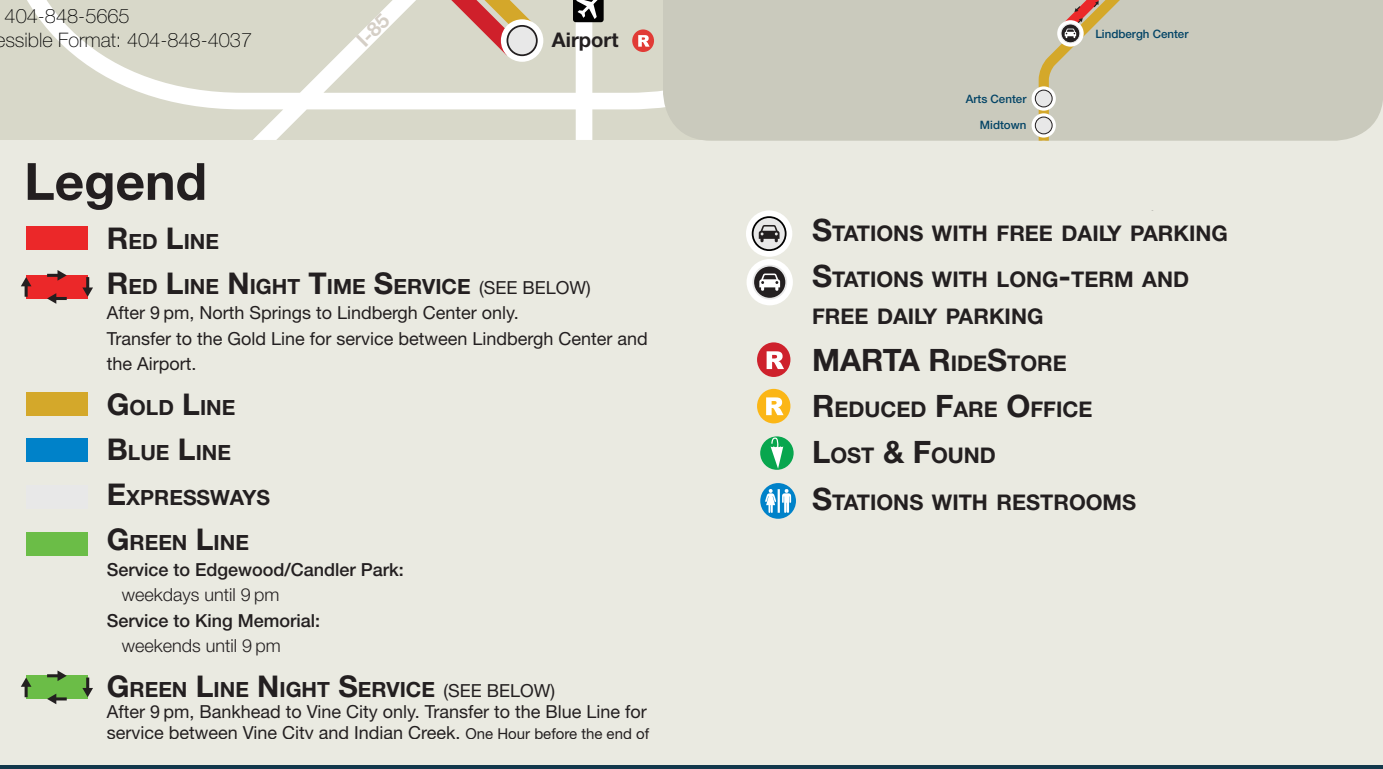 404-848-5665
essible Format: 404-848-4037
I-85
Airport R
Lindbergh Center
Arts Center
Midtown
Legend
RED LINE
RED LINE NIGHT TIME SERVICE (SEE BELOW)
After 9 pm, North Springs to Lindbergh Center only.
Transfer to the Gold Line for service between Lindbergh Center and
the Airport.
GOLD LINE
BLUE LINE
EXPRESSWAYS
GREEN LINE
Service to Edgewood/Candler Park:
weekdays until 9 pm
Service to King Memorial:
weekends until 9 pm
GREEN LINE NIGHT SERVICE (SEE BELOW)
After 9 pm, Bankhead to Vine City only. Transfer to the Blue Line for
service between Vine City and Indian Creek. One Hour before the end of
STATIONS WITH FREE DAILY PARKING
STATIONS WITH LONG-TERM AND
FREE DAILY PARKING
R MARTA RIDESTORE
R REDUCED FARE OFFICE
LOST & FOUND
STATIONS WITH RESTROOMS